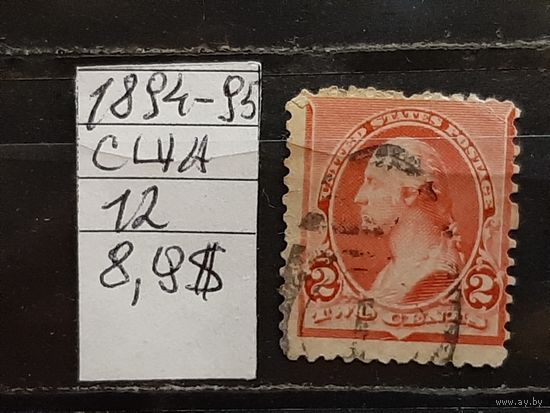 1894-95
США
12
8,9$
UNITED STATES POSTAGE
2 2
TWO CENTS
www.ay.by